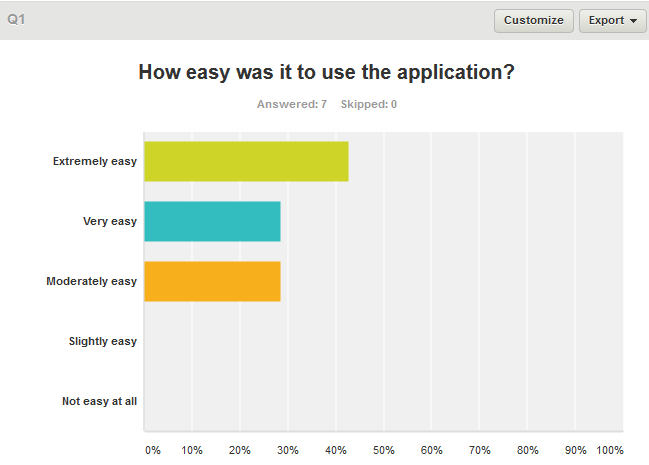 Q1 Customize Export
How easy was it to use the application?
Answered: 7 Skipped: 0
Extremely easy
Very easy
Moderately easy
Slightly easy
Not easy at all
0% 10% 20% 30% 40% 50% 60% 70% 80% 90% 100%